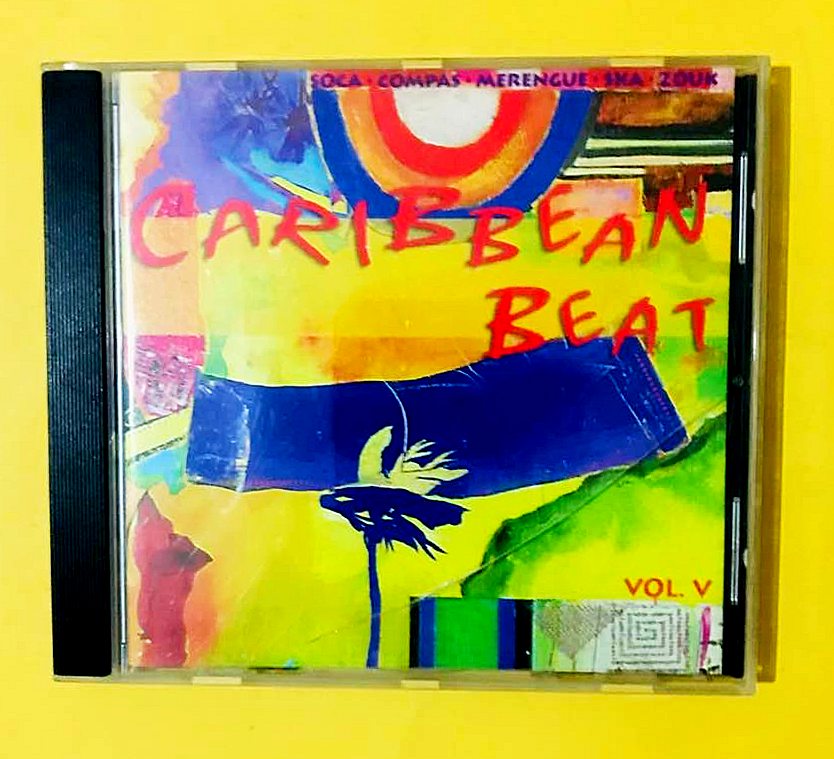 SOCA · COMPAS · MERENGUE · SKA · ZOUK
CARIBBEAN
BEAT
VOL. V